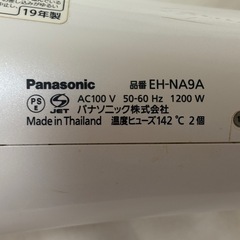 19年製
Panasonic 品番 EH-NA9A
PS E JET AC100 V 50-60 Hz 1200 W
パナソニック株式会社
Made in Thailand 温度ヒューズ142℃ 2個